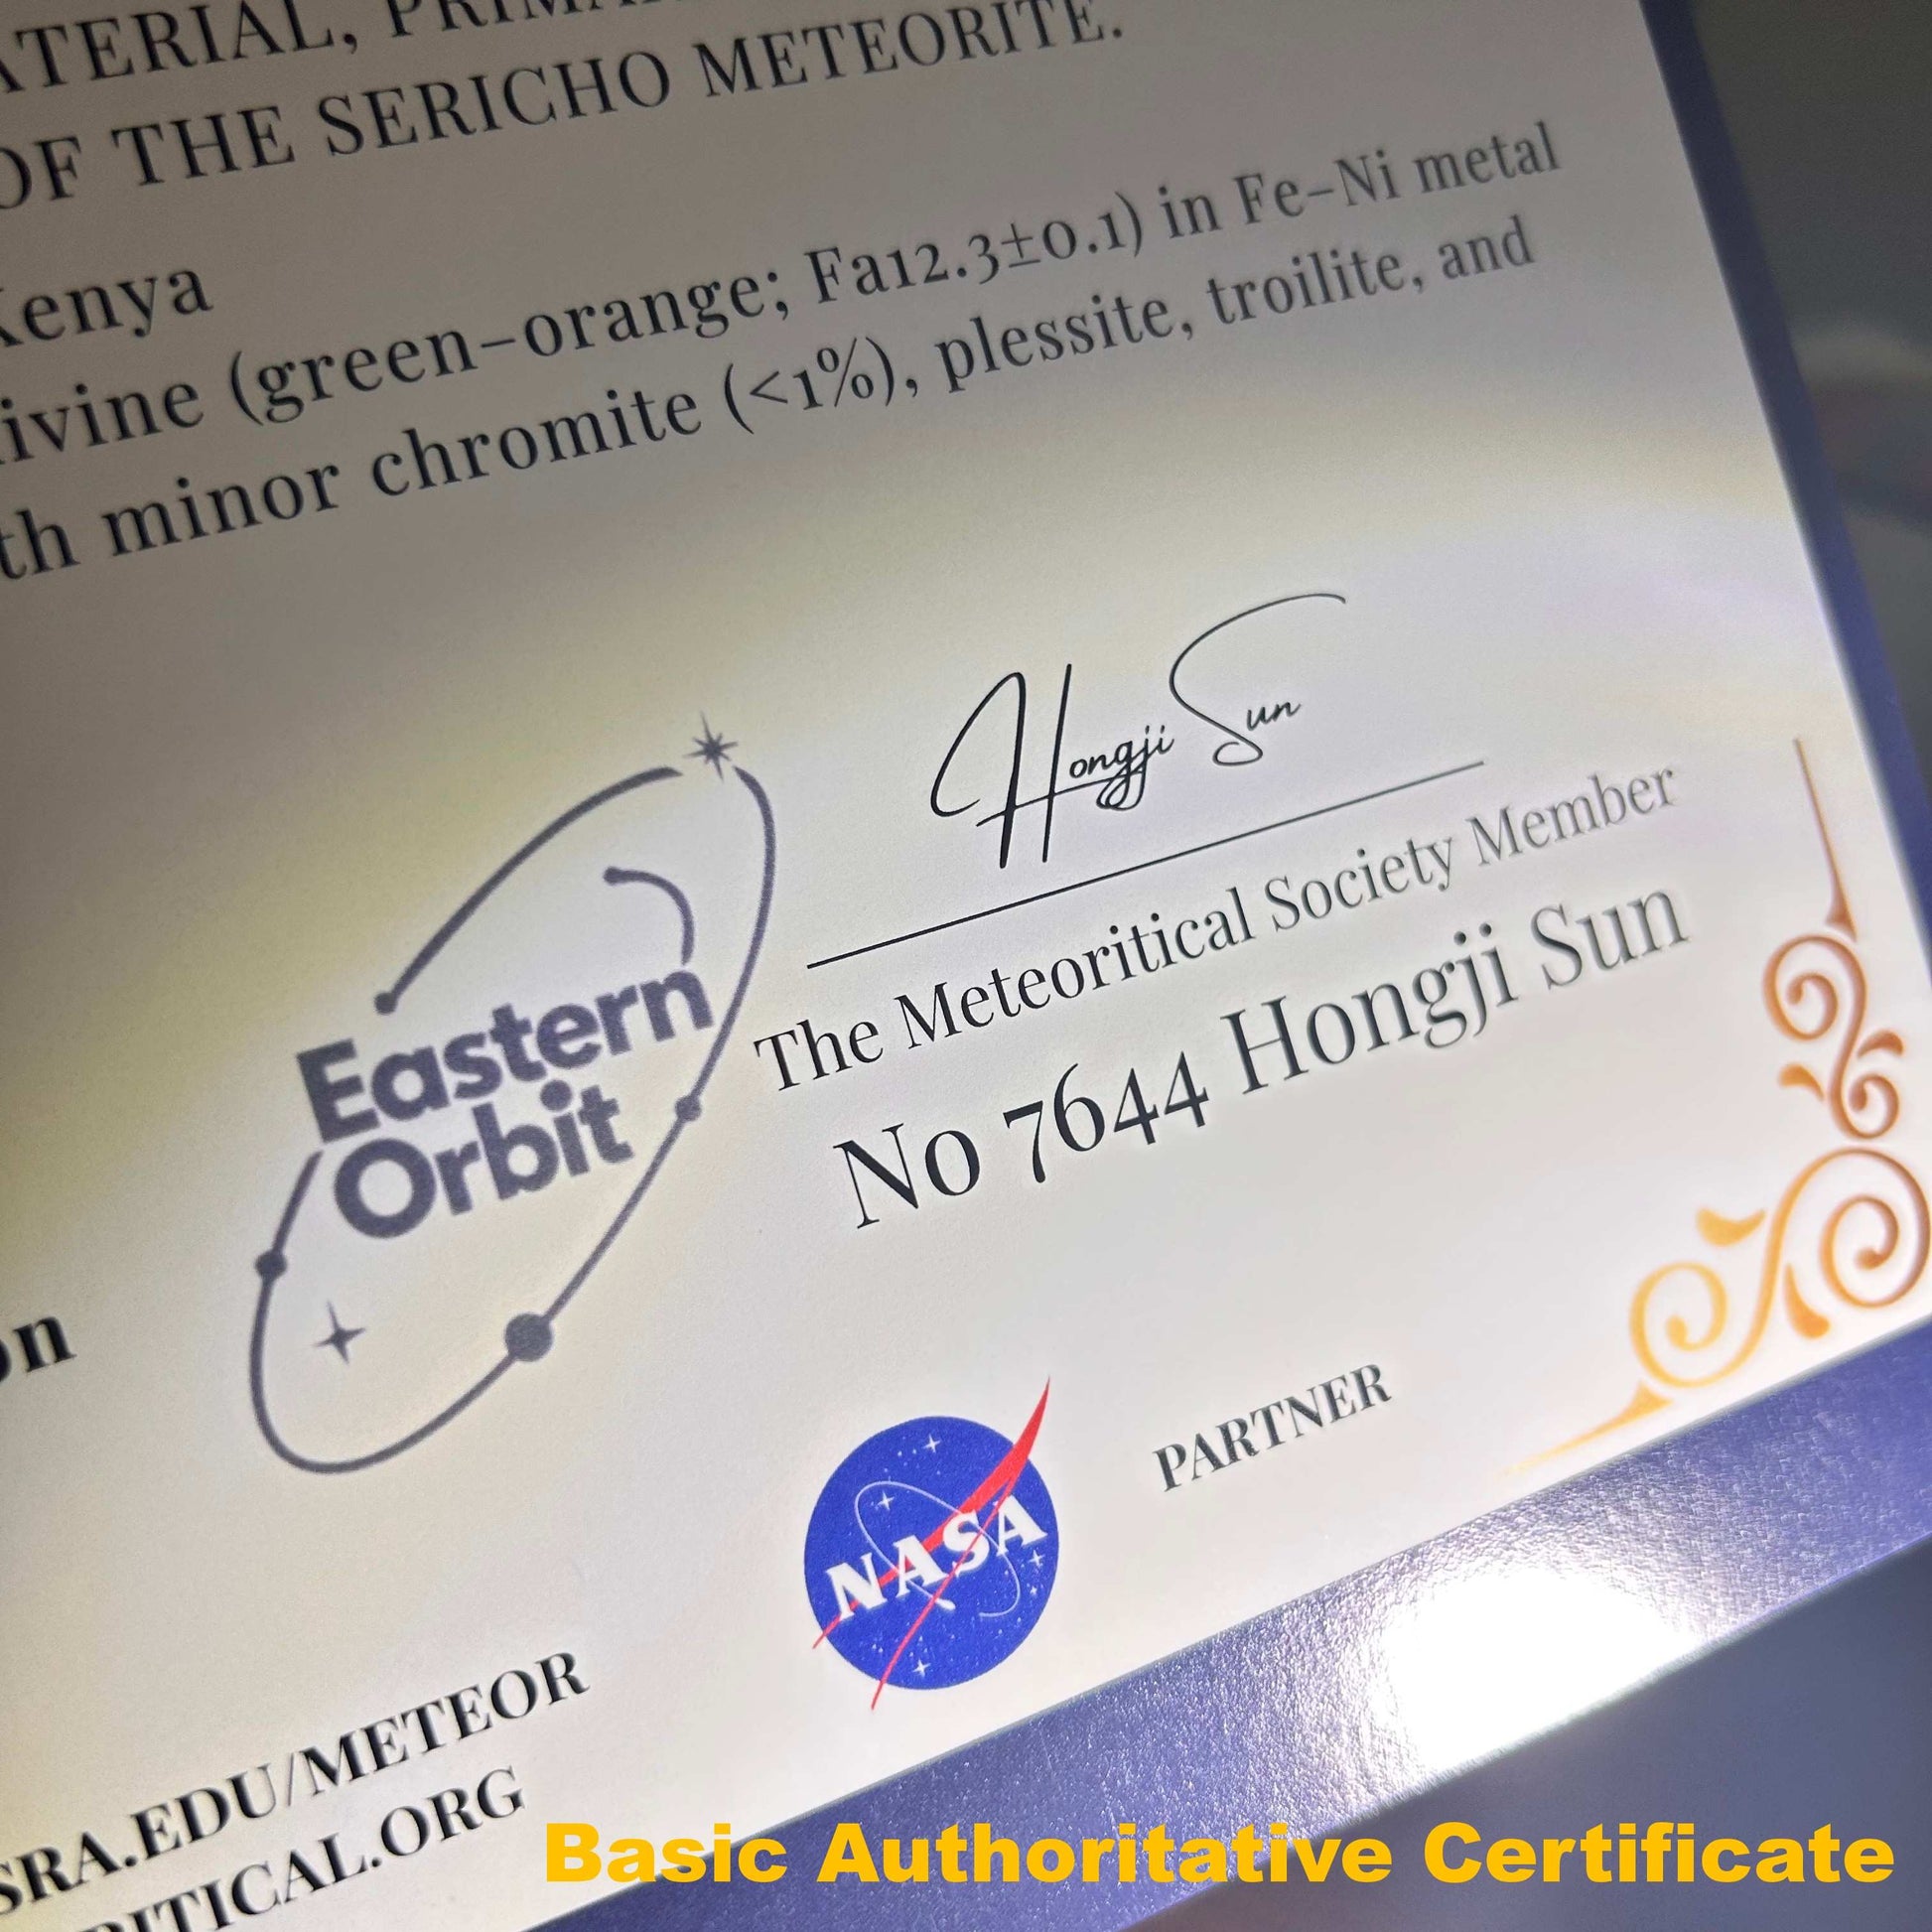 ATERIAL, PRIMA
OF THE SERICHO METEORITE.
Kenya
ivine (green–orange; Fa12.3±0.1) in Fe–Ni metal
th minor chromite (<1%), plessite, troilite, and
Hongji Sun
The Meteoritical Society Member
No 7644 Hongji Sun
Eastern
Orbit
on
NASA
PARTNER
SRA.EDU/METEOR
RITICAL.ORG
Basic Authoritative Certificate